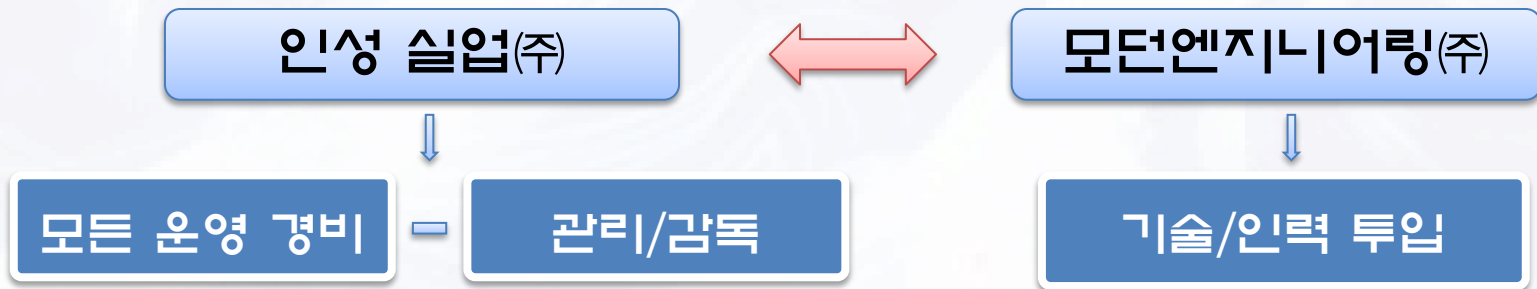 인성 실업㈜
모던엔지니어링㈜
모든 운영 경비
관리/감독
기술/인력 투입